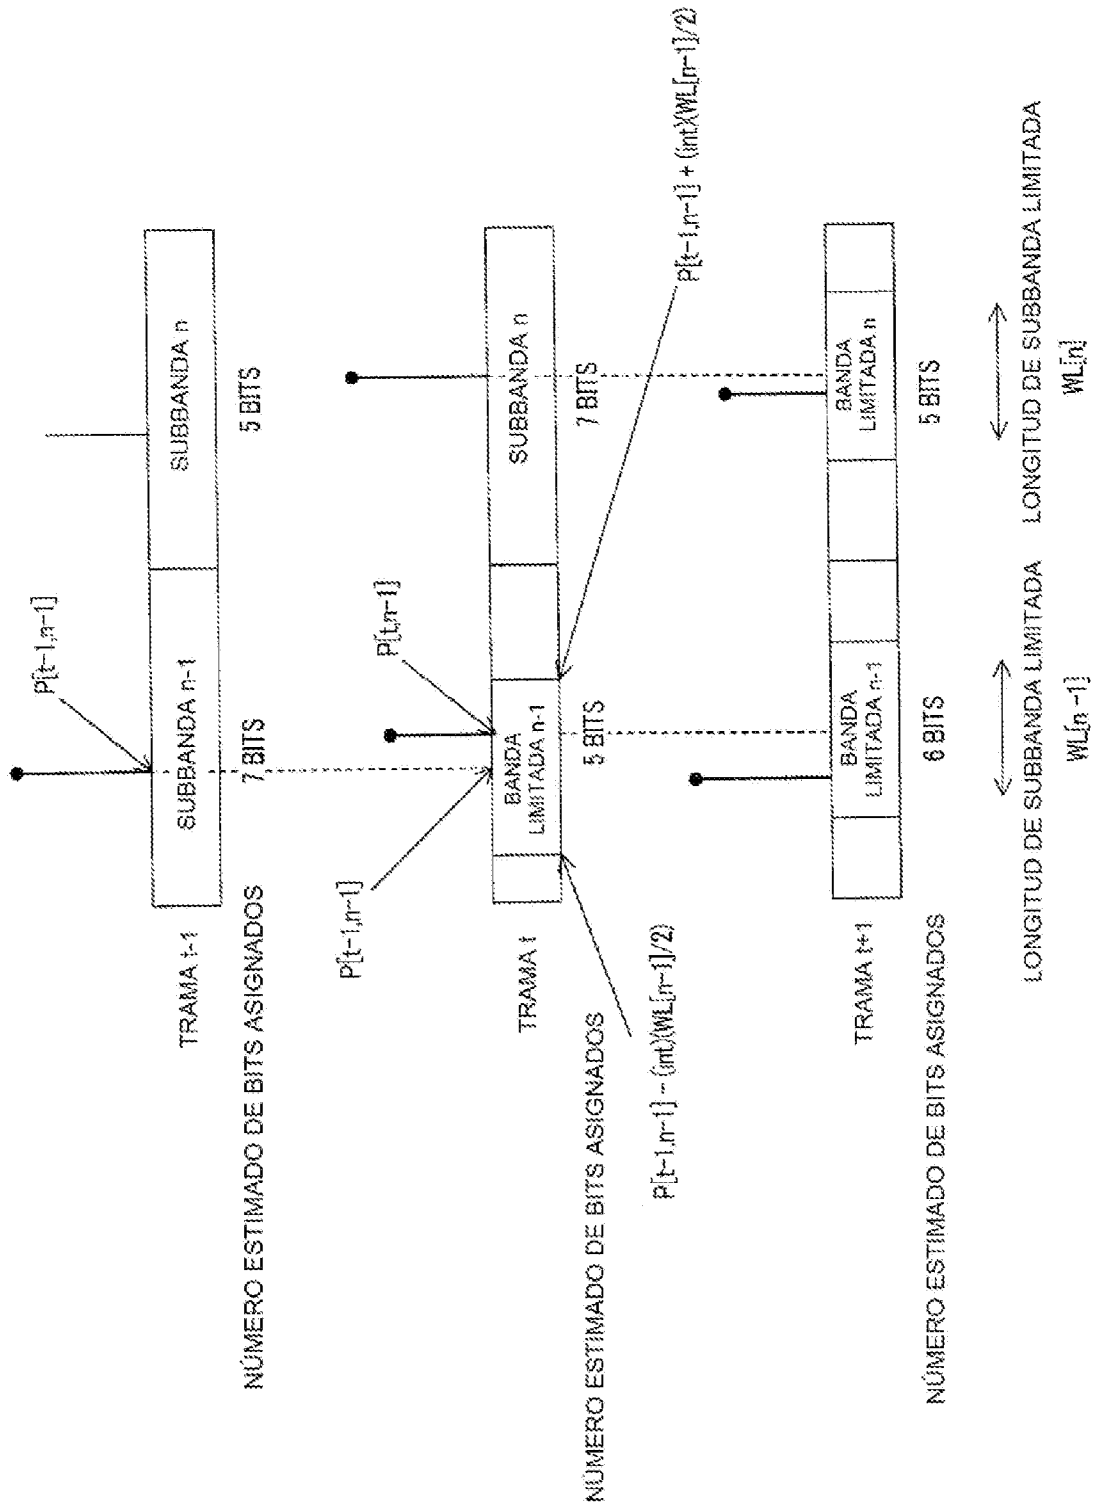 P[t-1,n-1]
SUBBANDA n-1
SUBBANDA n
TRAMA t-1
7 BITS
5 BITS
NÚMERO ESTIMADO DE BITS ASIGNADOS
P[t-1,n-1]
P[t,n-1]
BANDA
LIMITADA n-1
SUBBANDA n
TRAMA t
5 BITS
7 BITS
NÚMERO ESTIMADO DE BITS ASIGNADOS
P[t-1,n-1] - (int)(WL[n-1]/2)
P[t-1,n-1] + (int)(WL[n-1]/2)
BANDA
LIMITADA n-1
BANDA
LIMITADA n
TRAMA t+1
6 BITS
5 BITS
NÚMERO ESTIMADO DE BITS ASIGNADOS
LONGITUD DE SUBBANDA LIMITADA
LONGITUD DE SUBBANDA LIMITADA
WL[n-1]
WL[n]